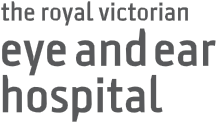 the royal victorian
eye and ear
hospital